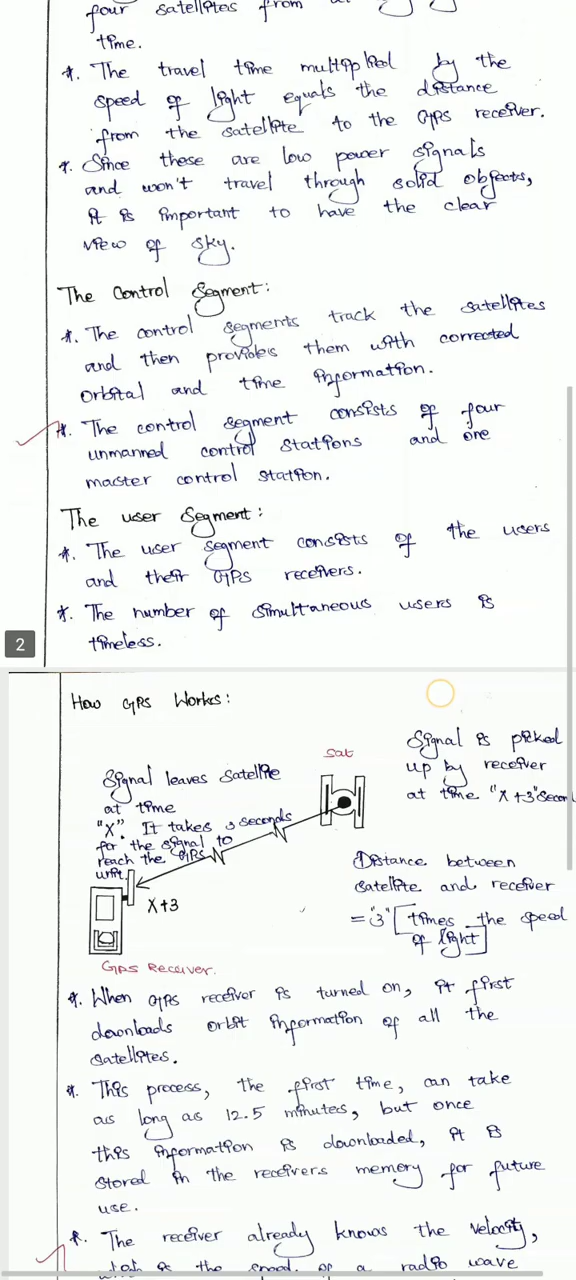 four satellites from
time.
*. The travel time multiplied by the
speed of light equals the distance
from the satellite to the GPS receiver.
*. Since these are low power signals
and won't travel through solid objects,
it is important to have the clear
view of sky.
The Control Segment:
*. The control segments track the satellites
and then provides them with corrected
orbital and time information.
*. The control segment consists of four
unmanned control stations and one
master control station.
The user Segment:
*. The user segment consists of the users
and their GPS receivers.
*. The number of simultaneous users is
timeless.
2
How GPS Works:
Sat
Signal leaves Satellite
at time
"X". It takes 3 seconds
for the signal to
reach the GPS
unit.
X+3
GPS Receiver.
Signal is picked
up by receiver
at time "X+3" secon
Distance between
satellite and receiver
= "3" [times the speed
of light]
*. When GPS receiver is turned on, it first
downloads orbit information of all the
satellites.
*. This process, the first time, can take
as long as 12.5 minutes, but once
this information is downloaded, it is
stored in the receivers memory for future
use.
*. The receiver already knows the velocity,
the speed of a radio wave